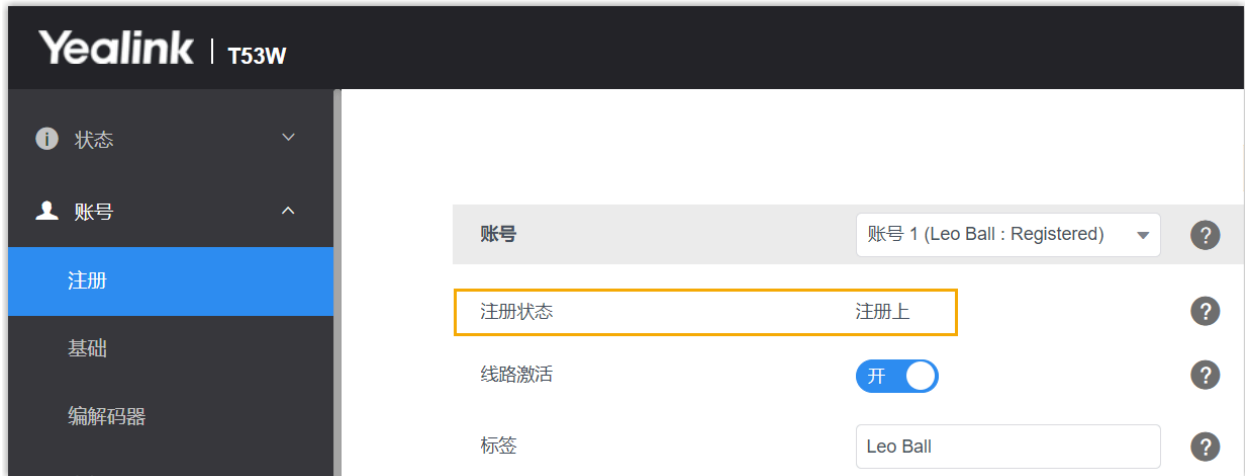 Yealink | T53W
状态
账号
注册
基础
编解码器
账号 账号 1 (Leo Ball : Registered)
注册状态 注册上
线路激活 开
标签 Leo Ball